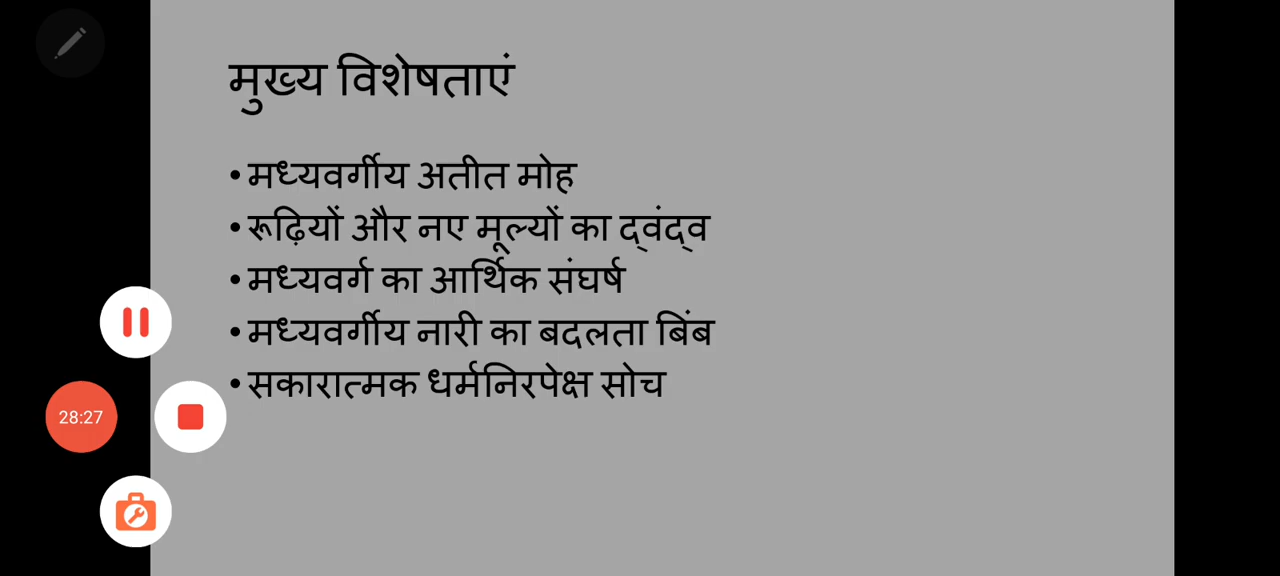 मुख्य विशेषताएं
• मध्यवर्गीय अतीत मोह
• रूढ़ियों और नए मूल्यों का द्वंद्व
• मध्यवर्ग का आर्थिक संघर्ष
• मध्यवर्गीय नारी का बदलता बिंब
• सकारात्मक धर्मनिरपेक्ष सोच
28:27